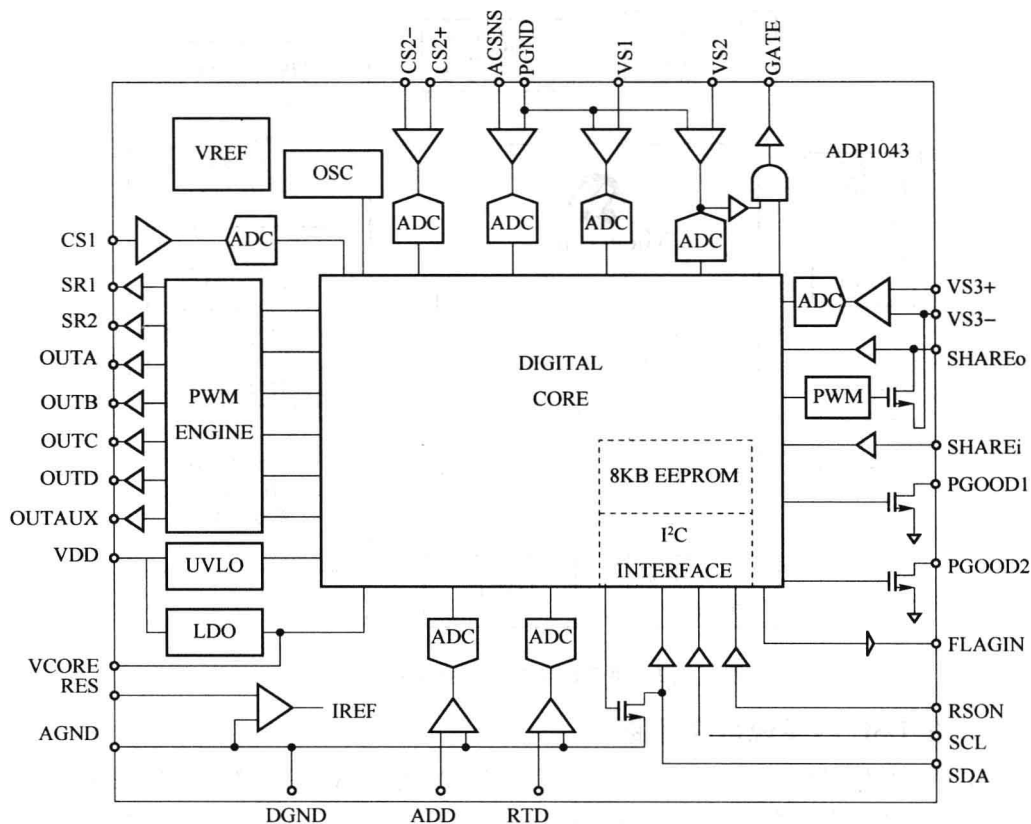 CS2-
CS2+
ACSNS
PGND
VS1
VS2
GATE
VREF
OSC
ADP1043
ADC
ADC
ADC
ADC
CS1
ADC
SR1
SR2
OUTA
OUTB
OUTC
OUTD
OUTAUX
PWM
ENGINE
DIGITAL
CORE
ADC
VS3+
VS3-
SHAREo
PWM
SHAREi
8KB EEPROM
I²C
INTERFACE
PGOOD1
PGOOD2
VDD
UVLO
LDO
VCORE
RES
AGND
IREF
ADC
ADC
FLAGIN
RSON
SCL
SDA
DGND
ADD
RTD